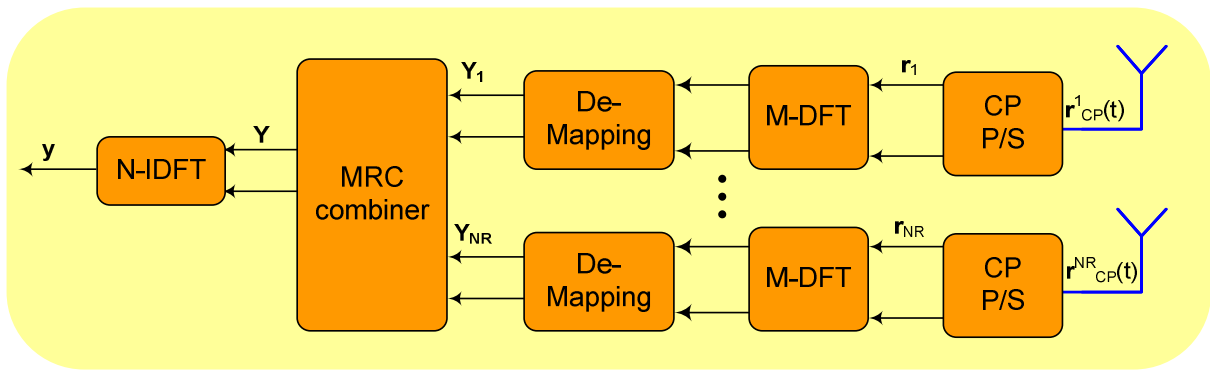 y
N-IDFT
Y
MRC
combiner
Y1
De-
Mapping
M-DFT
r1
CP
P/S
r1CP(t)
YNR
De-
Mapping
M-DFT
rNR
CP
P/S
rNRCP(t)